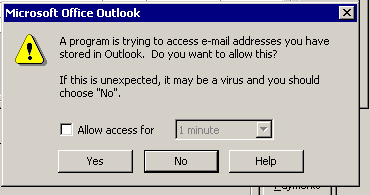 Microsoft Office Outlook
A program is trying to access e-mail addresses you have
stored in Outlook. Do you want to allow this?
If this is unexpected, it may be a virus and you should
choose "No".
Allow access for
1 minute
Yes
No
Help